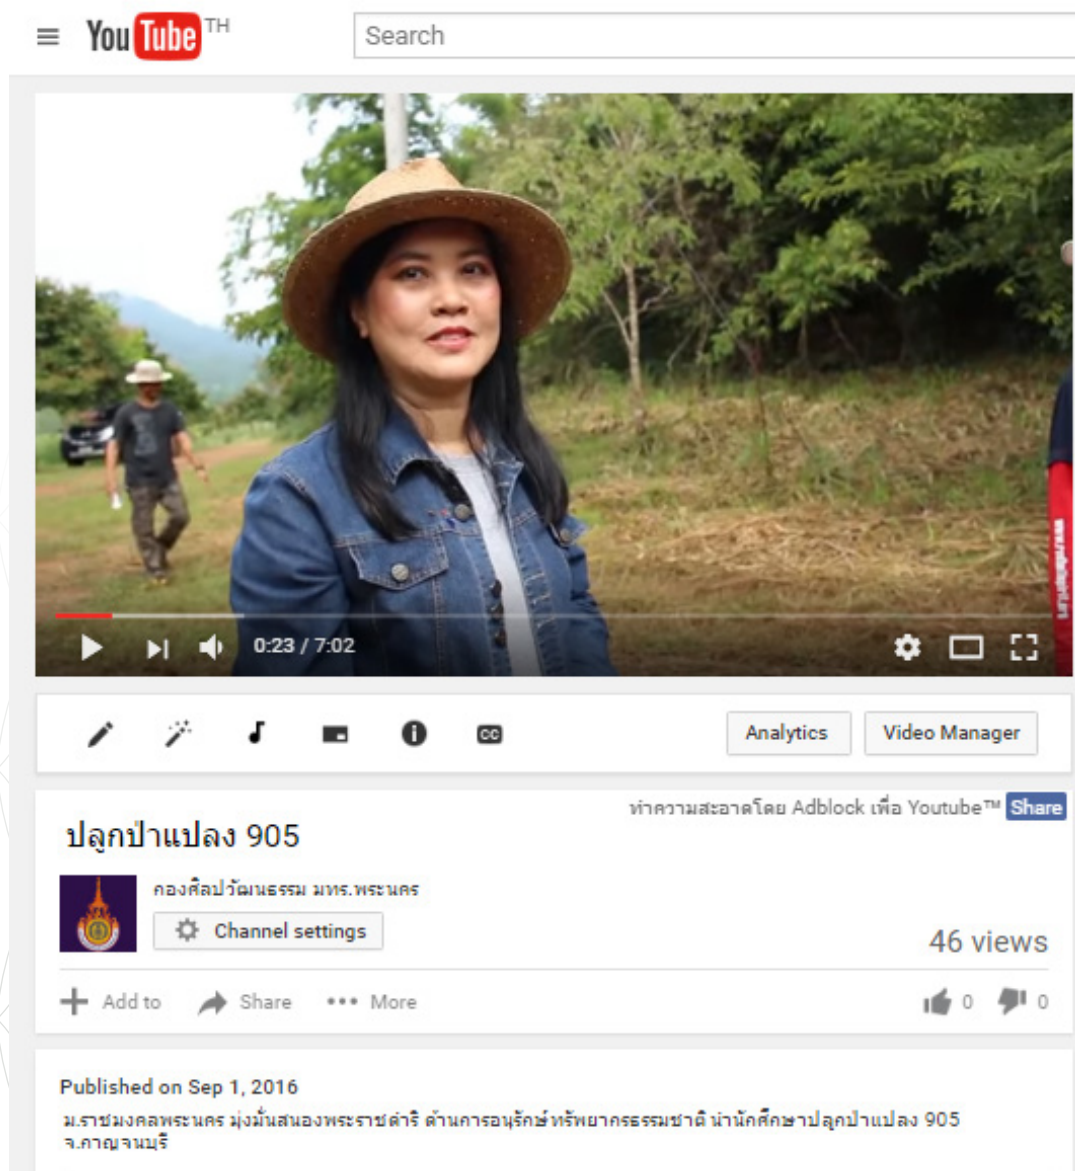 YouTube TH
Search
0:23 / 7:02
Analytics
Video Manager
ทำความสะอาดโดย Adblock เพื่อ Youtube™ Share
ปลูกป่าแปลง 905
กองศิลปวัฒนธรรม มทร.พระนคร
Channel settings
46 views
Add to
Share
More
0
0
Published on Sep 1, 2016
ม.ราชมงคลพระนคร มุ่งมั่นสนองพระราชดำริ ด้านการอนุรักษ์ทรัพยากรธรรมชาติ นำนักศึกษาปลูกป่าแปลง 905
จ.กาญจนบุรี